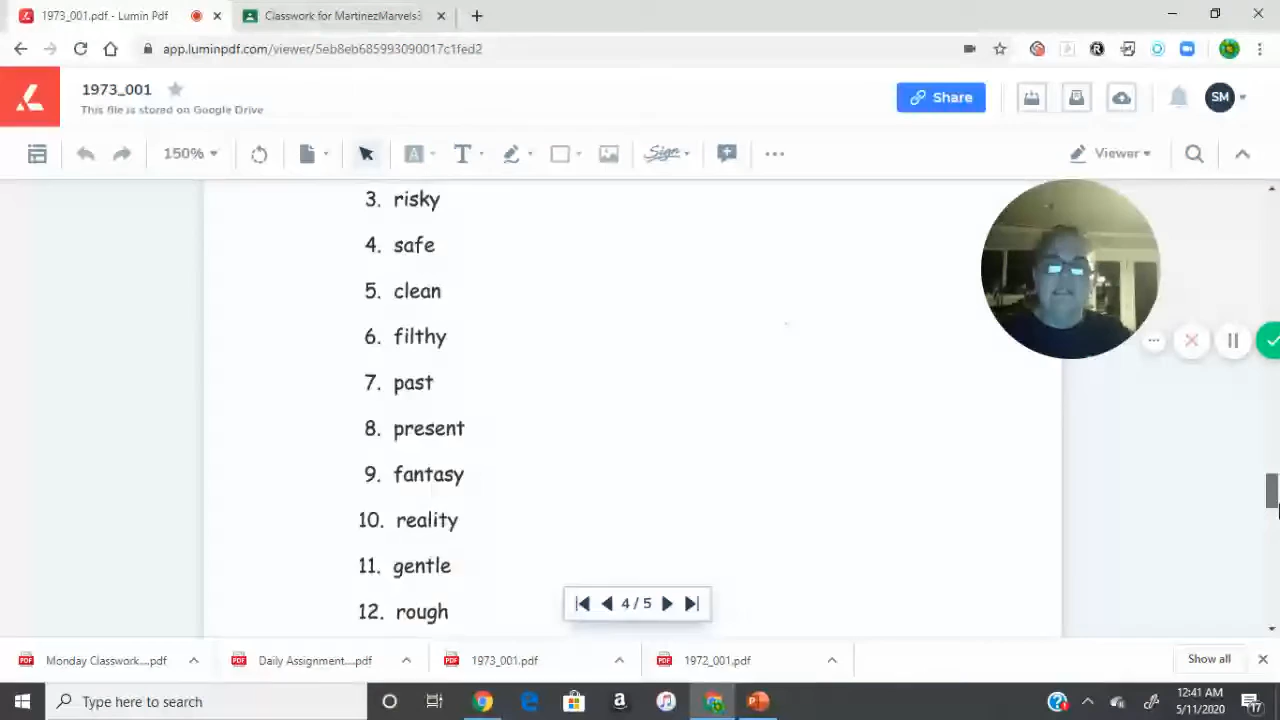 1973_001.pdf - Lumin Pdf
Classwork for MartinezMarvels3
app.luminpdf.com/viewer/5eb8eb685993090017c1fed2
1973_001
This file is stored on Google Drive
Share
SM
150%
Sign
Viewer
3. risky
4. safe
5. clean
6. filthy
7. past
8. present
9. fantasy
10. reality
11. gentle
12. rough
4 / 5
Monday Classwork....pdf
Daily Assignment....pdf
1973_001.pdf
1972_001.pdf
Show all
Type here to search
12:41 AM
5/11/2020
17